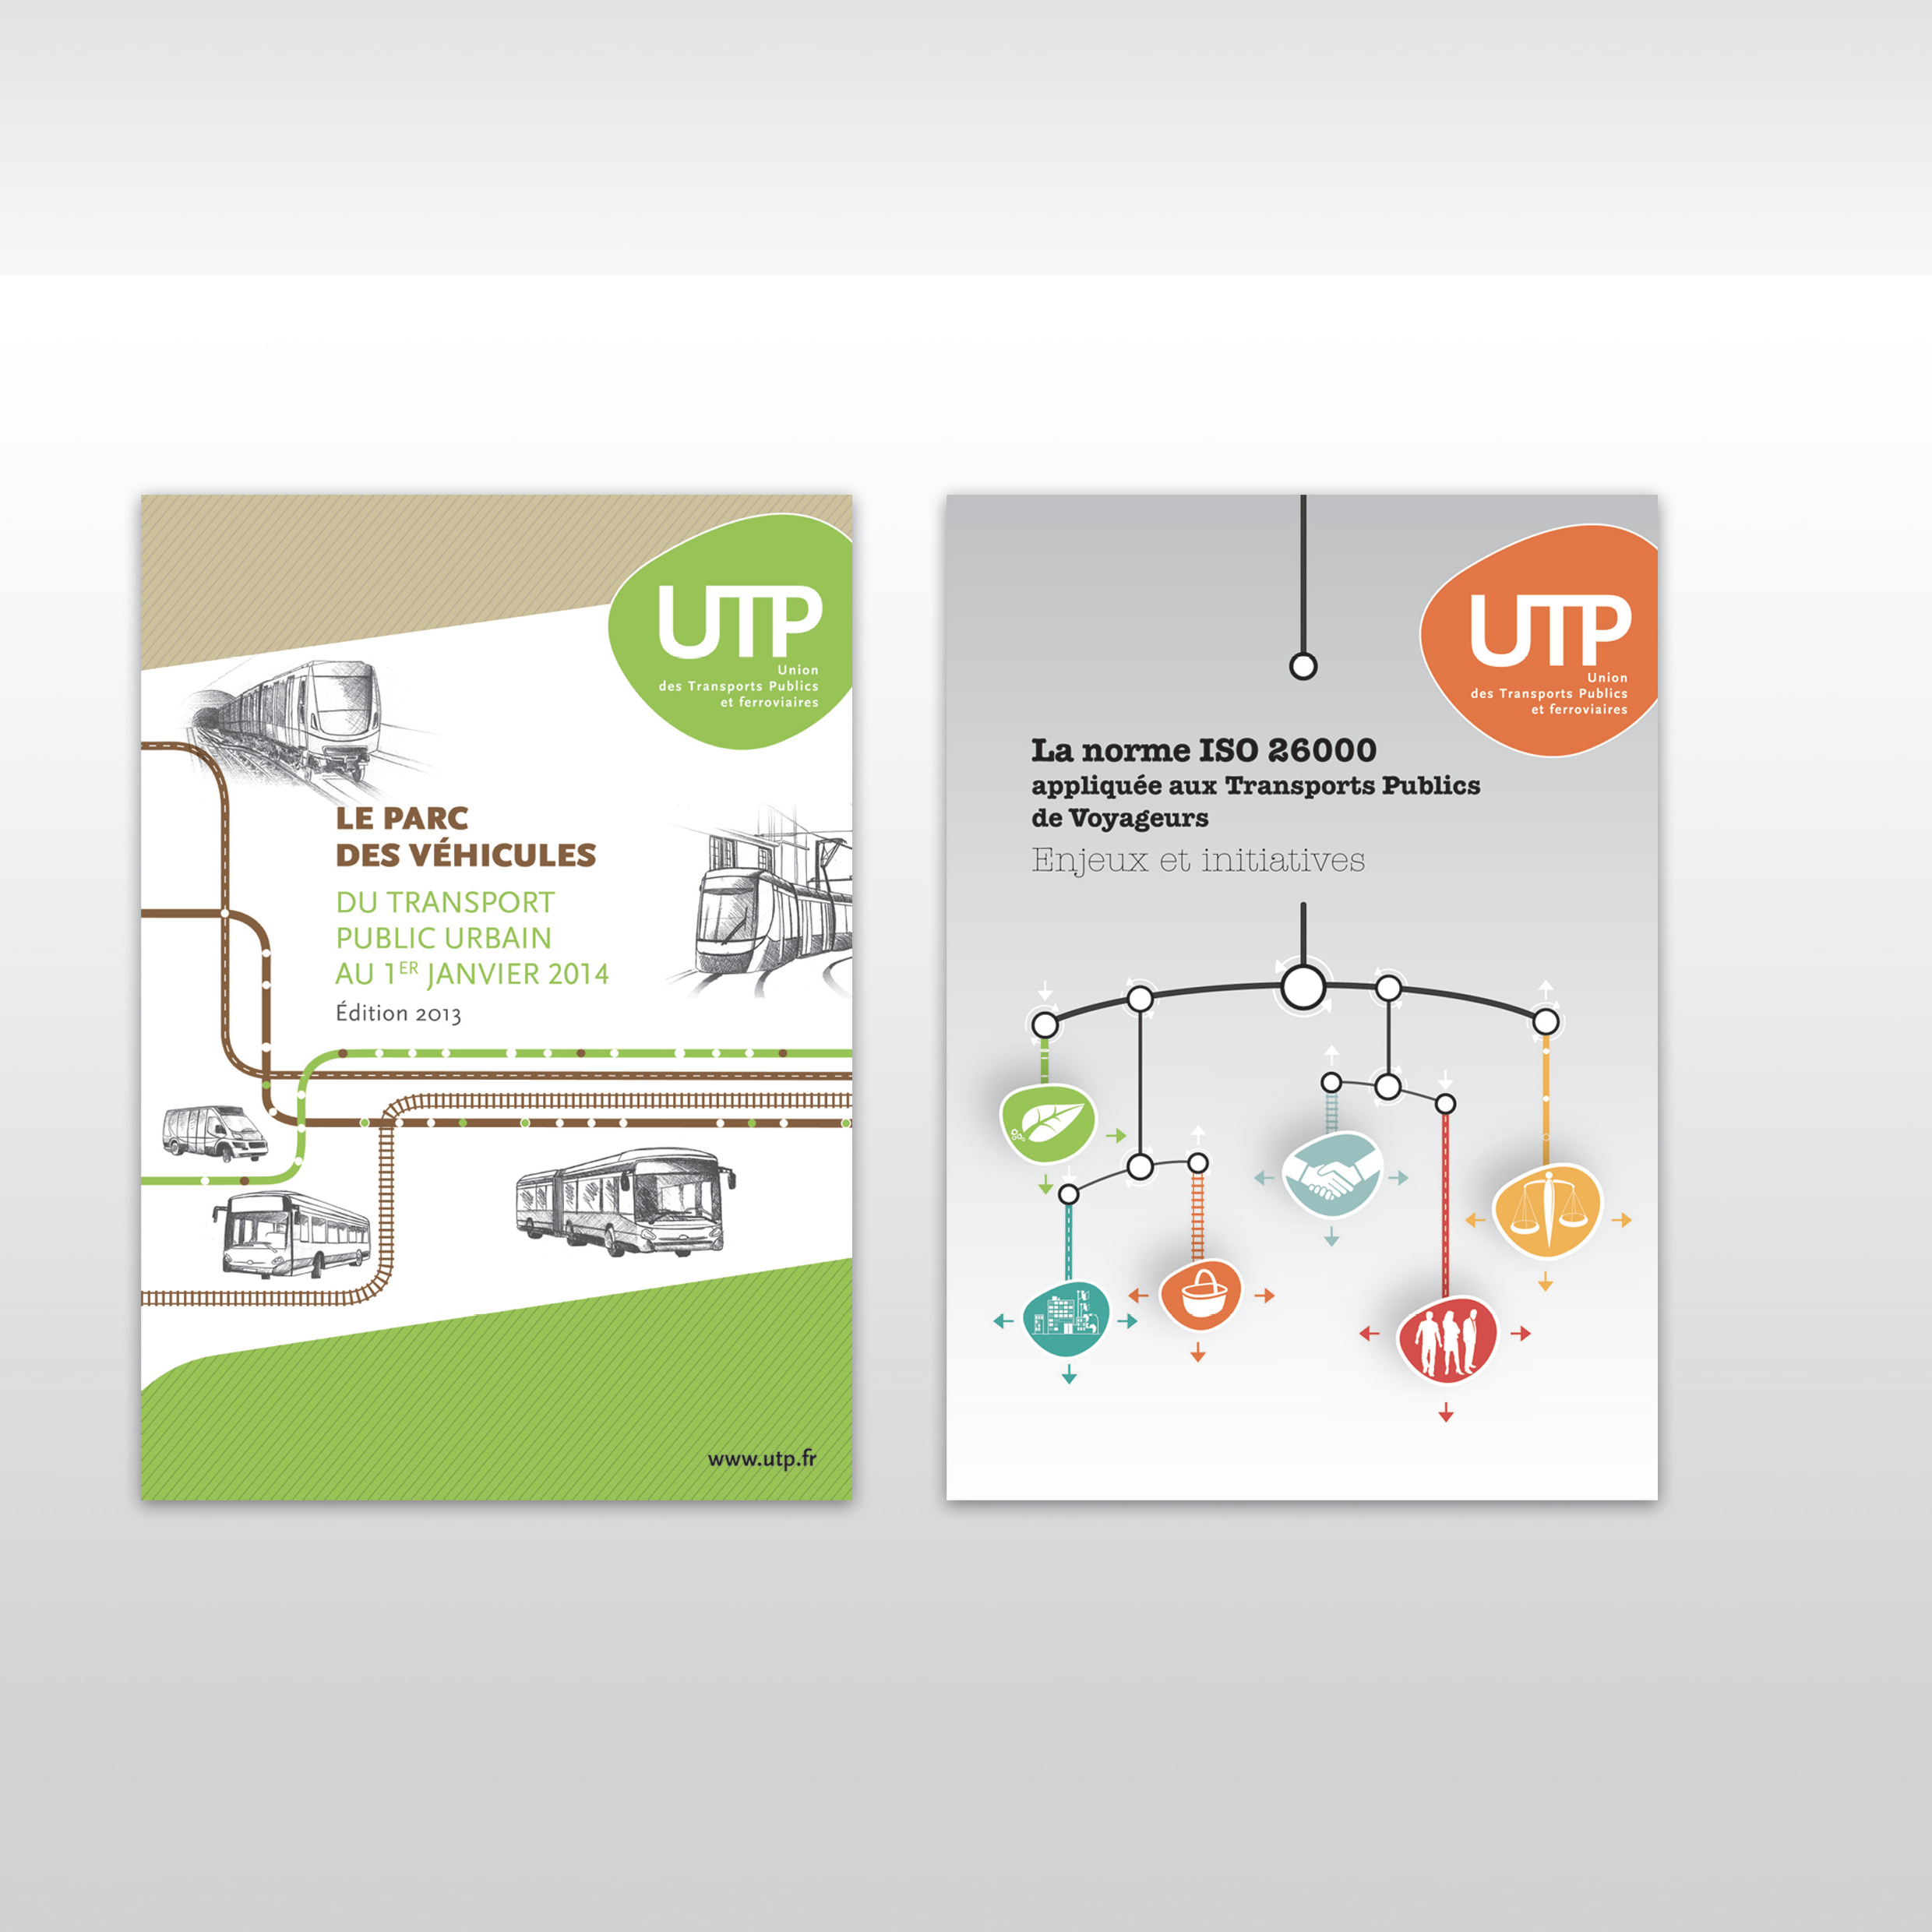 UTP
Union
des Transports Publics
et ferroviaires
LE PARC
DES VÉHICULES
DU TRANSPORT
PUBLIC URBAIN
AU 1ER JANVIER 2014
Édition 2013
www.utp.fr
UTP
Union
des Transports Publics
et ferroviaires
La norme ISO 26000
appliquée aux Transports Publics
de Voyageurs
Enjeux et initiatives